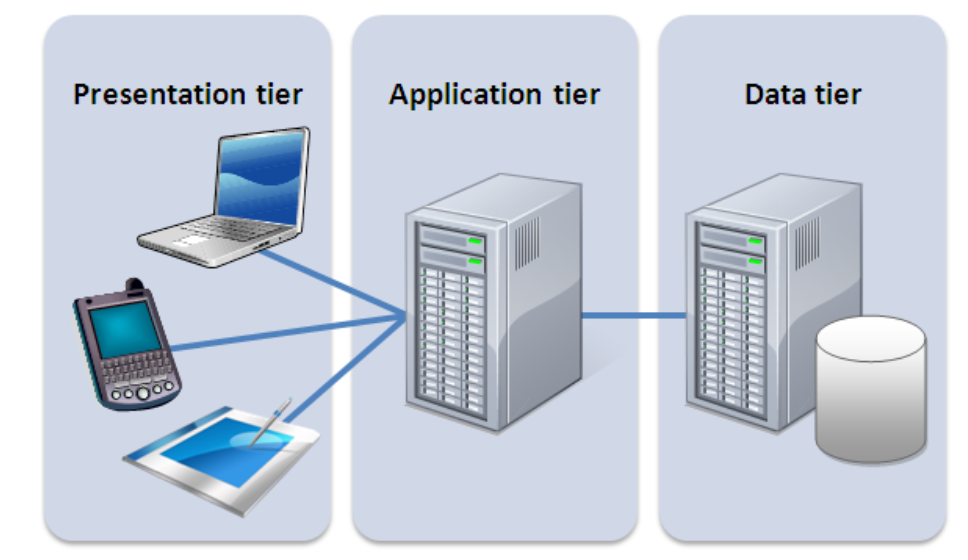 Presentation tier
Application tier
Data tier